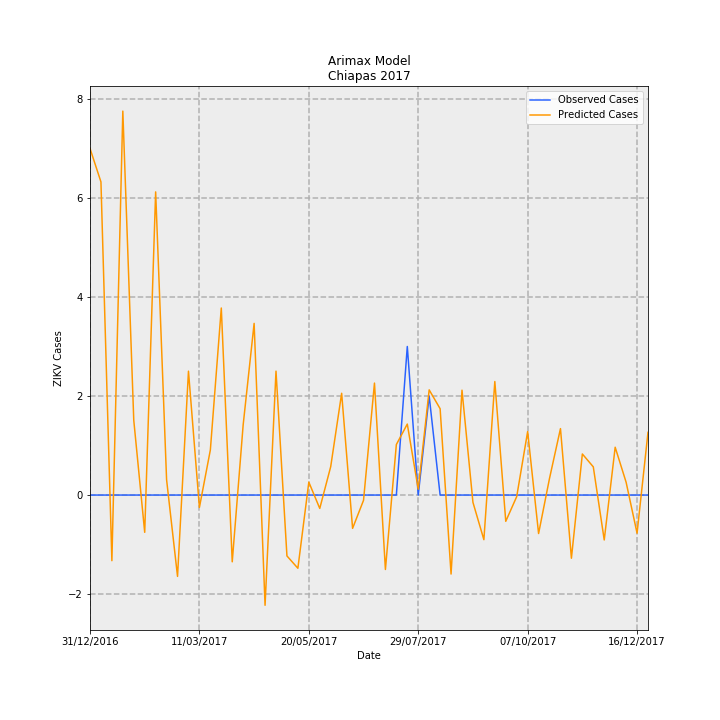 Arimax Model
Chiapas 2017
Observed Cases
Predicted Cases
8
6
4
2
0
−2
ZIKV Cases
31/12/2016 11/03/2017 20/05/2017 29/07/2017 07/10/2017 16/12/2017
Date